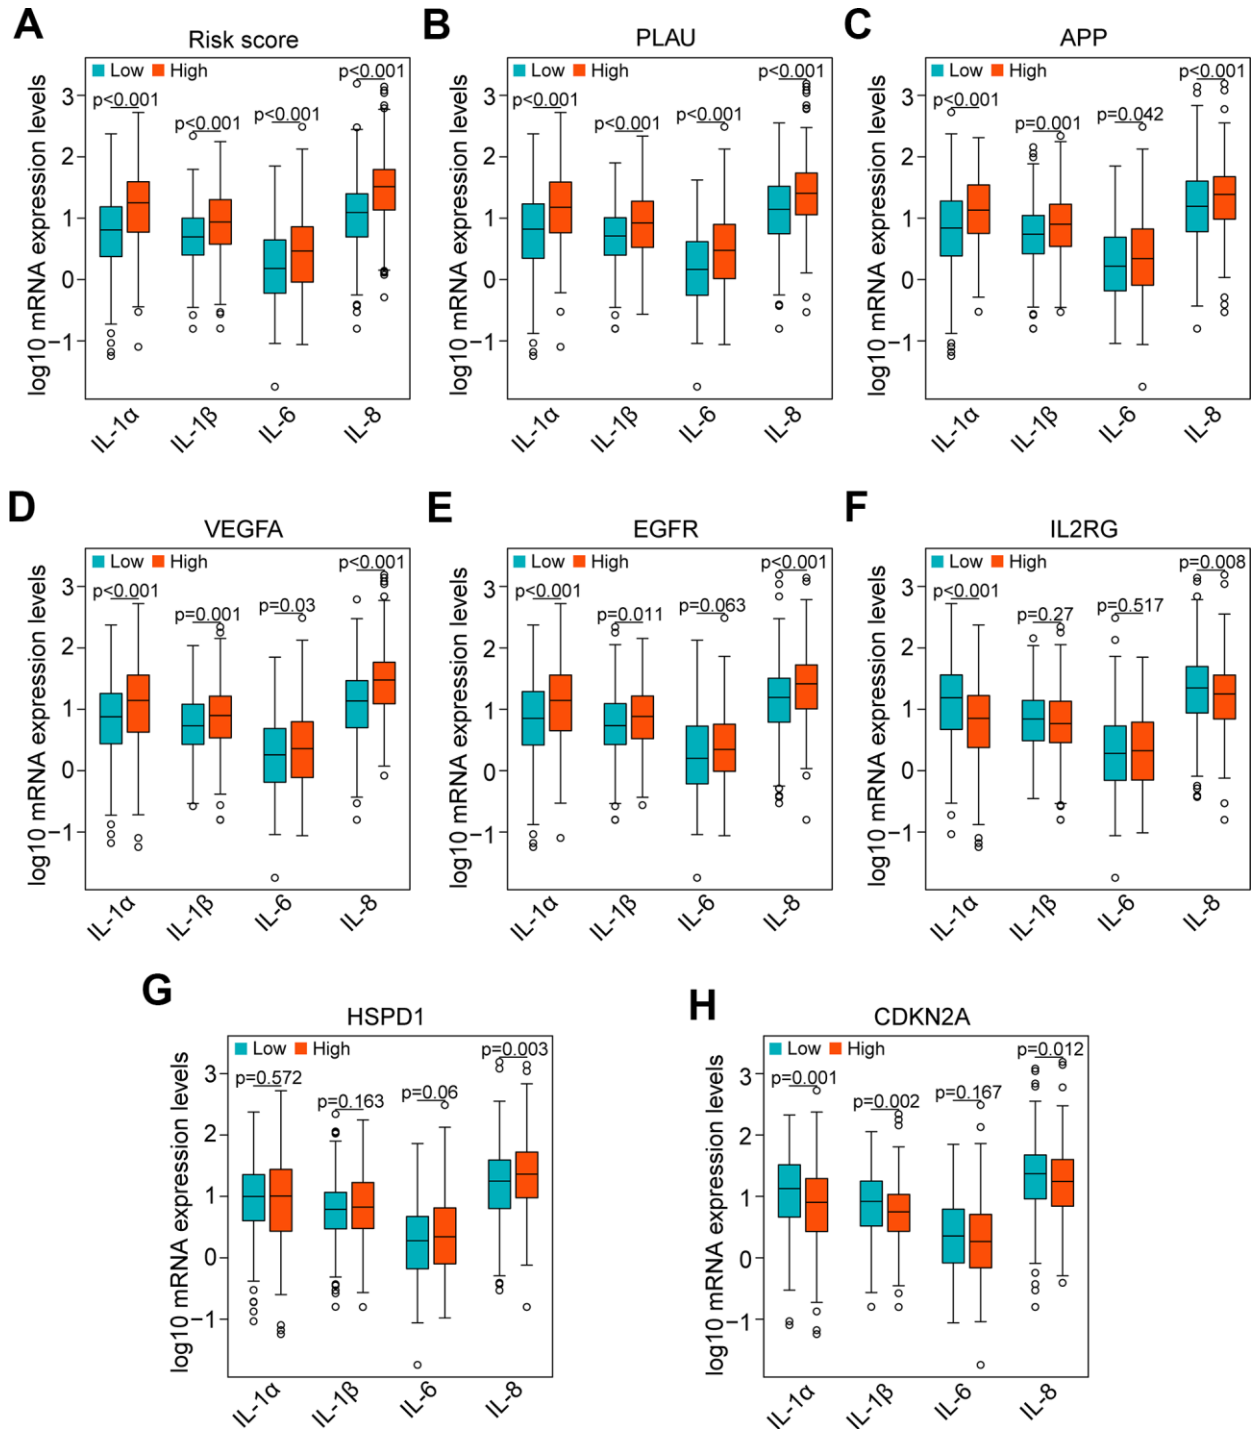 A
Risk score
Low High
p<0.001
p<0.001
p<0.001
p<0.001
log10 mRNA expression levels
3
2
1
0
−1
IL-1α
IL-1β
IL-6
IL-8
B
PLAU
Low High
p<0.001
p<0.001
p<0.001
p<0.001
log10 mRNA expression levels
3
2
1
0
−1
IL-1α
IL-1β
IL-6
IL-8
C
APP
Low High
p<0.001
p=0.001
p=0.042
p<0.001
log10 mRNA expression levels
3
2
1
0
−1
IL-1α
IL-1β
IL-6
IL-8
D
VEGFA
Low High
p<0.001
p=0.001
p=0.03
p<0.001
log10 mRNA expression levels
3
2
1
0
−1
IL-1α
IL-1β
IL-6
IL-8
E
EGFR
Low High
p<0.001
p=0.011
p=0.063
p<0.001
log10 mRNA expression levels
3
2
1
0
−1
IL-1α
IL-1β
IL-6
IL-8
F
IL2RG
Low High
p<0.001
p=0.27
p=0.517
p=0.008
log10 mRNA expression levels
3
2
1
0
−1
IL-1α
IL-1β
IL-6
IL-8
G
HSPD1
Low High
p=0.572
p=0.163
p=0.06
p=0.003
log10 mRNA expression levels
3
2
1
0
−1
IL-1α
IL-1β
IL-6
IL-8
H
CDKN2A
Low High
p=0.001
p=0.002
p=0.167
p=0.012
log10 mRNA expression levels
3
2
1
0
−1
IL-1α
IL-1β
IL-6
IL-8